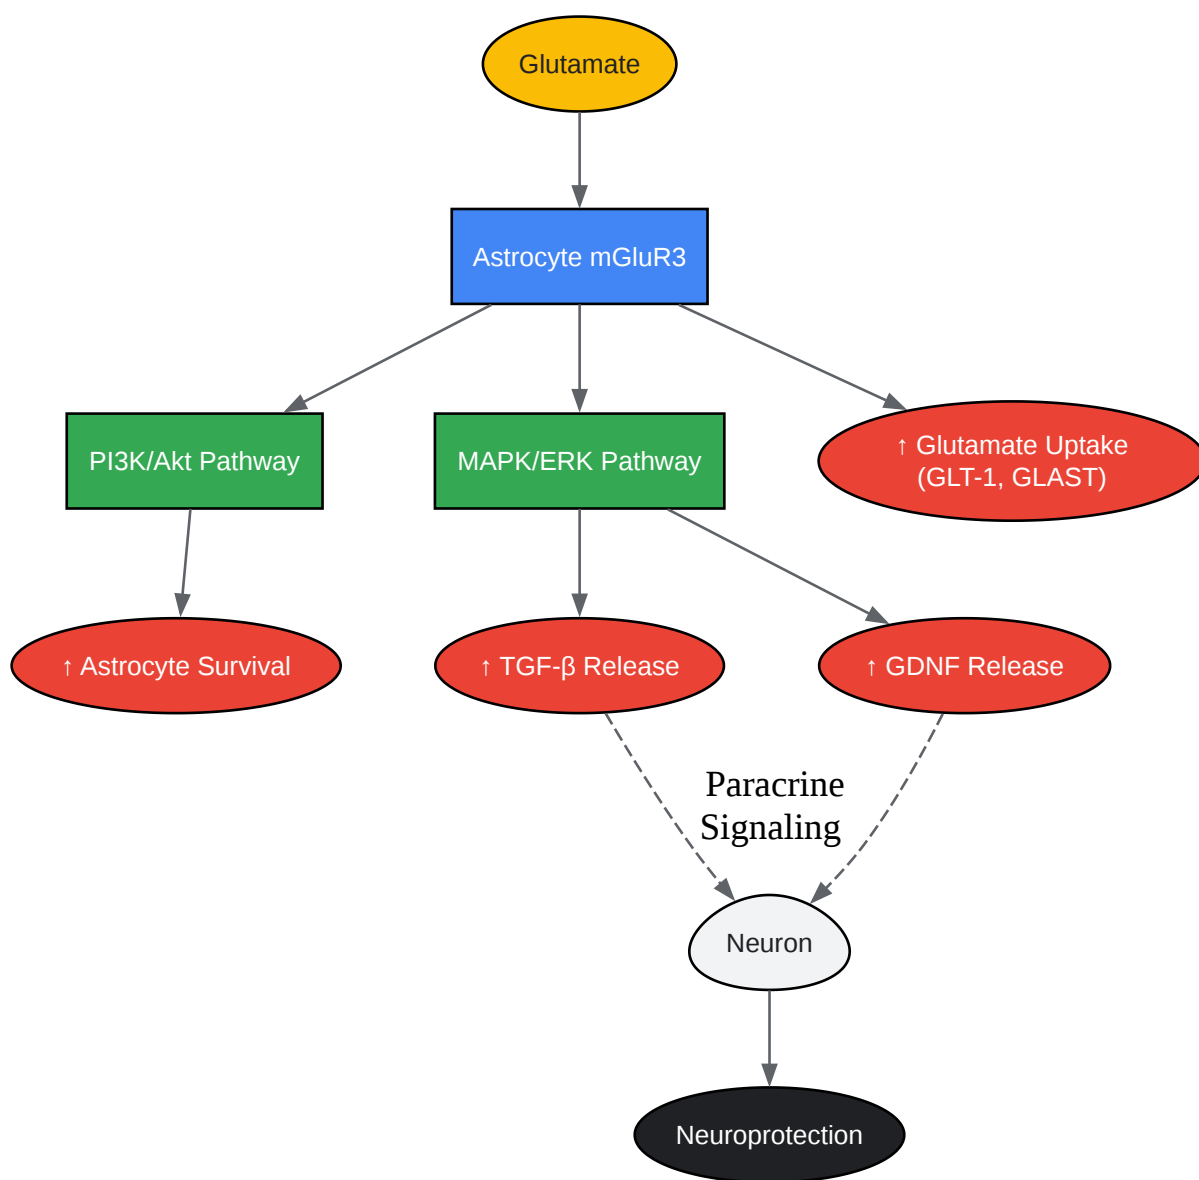 Glutamate
Astrocyte mGluR3
PI3K/Akt Pathway
MAPK/ERK Pathway
↑ Glutamate Uptake
(GLT-1, GLAST)
↑ Astrocyte Survival
↑ TGF-β Release
↑ GDNF Release
Paracrine
Signaling
Neuron
Neuroprotection